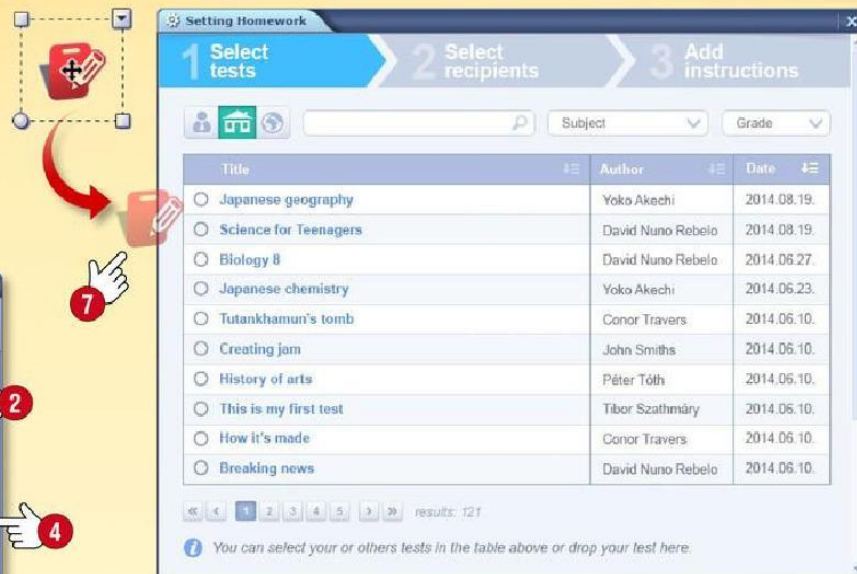 Setting Homework
x
1 Select tests
2 Select recipients
3 Add instructions
Subject
Grade
Title Author Date
Japanese geography Yoko Akechi 2014.08.19.
Science for Teenagers David Nuno Rebelo 2014.08.19.
Biology 8 David Nuno Rebelo 2014.06.27.
Japanese chemistry Yoko Akechi 2014.06.23.
Tutankhamun's tomb Conor Travers 2014.06.10.
Creating jam John Smiths 2014.06.10.
History of arts Péter Tóth 2014.06.10.
This is my first test Tibor Szathmáry 2014.06.10.
How it's made Conor Travers 2014.06.10.
Breaking news David Nuno Rebelo 2014.06.10.
« ‹ 1 2 3 4 5 › » results: 121
i You can select your or others tests in the table above or drop your test here.
7
2
4